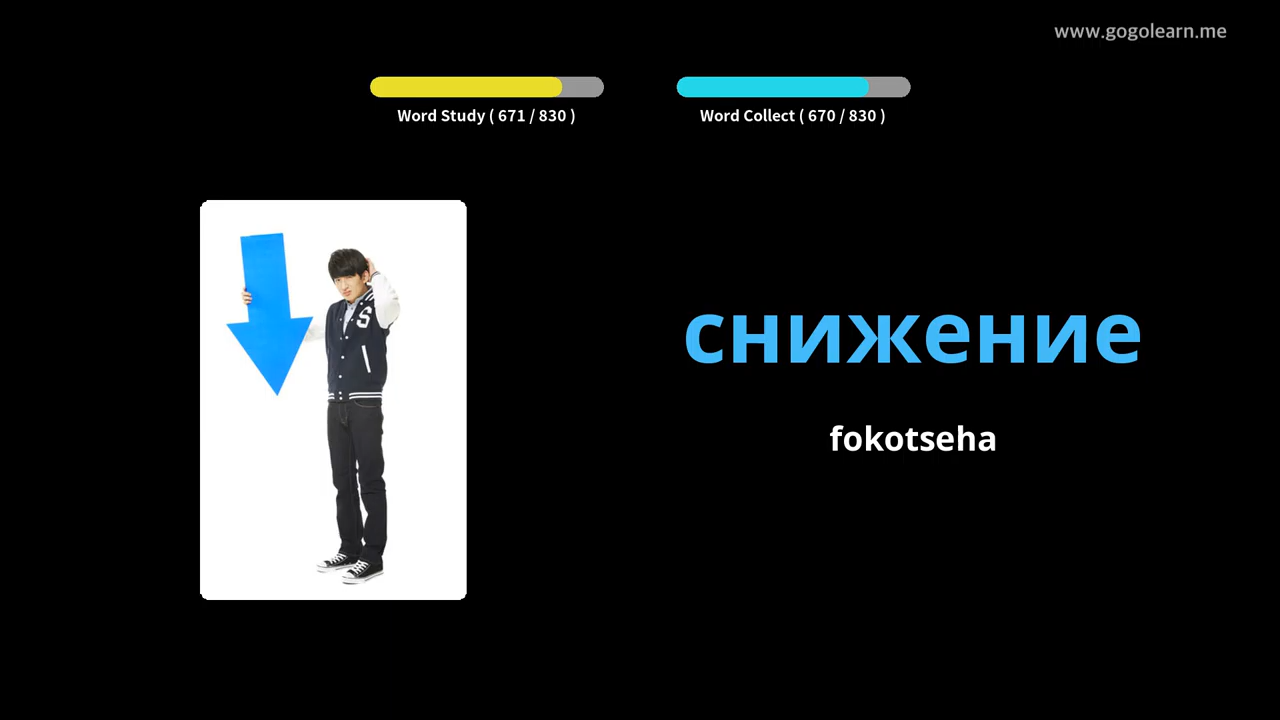 www.gogolearn.me
Word Study ( 671 / 830 )
Word Collect ( 670 / 830 )
S
снижение
fokotseha